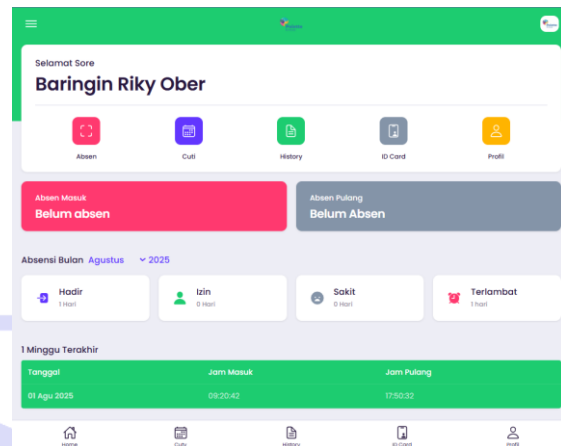 Selamat Sore
Baringin Riky Ober
Absen
Cuti
History
ID Card
Profil
Absen Masuk
Belum absen
Absen Pulang
Belum Absen
Absensi Bulan Agustus 2025
Hadir
1 Hari
Izin
0 Hari
Sakit
0 Hari
Terlambat
1 hari
1 Minggu Terakhir
Tanggal Jam Masuk Jam Pulang
01 Agu 2025 09:20:42 17:50:32
Home
Cuti
History
ID Card
Profil